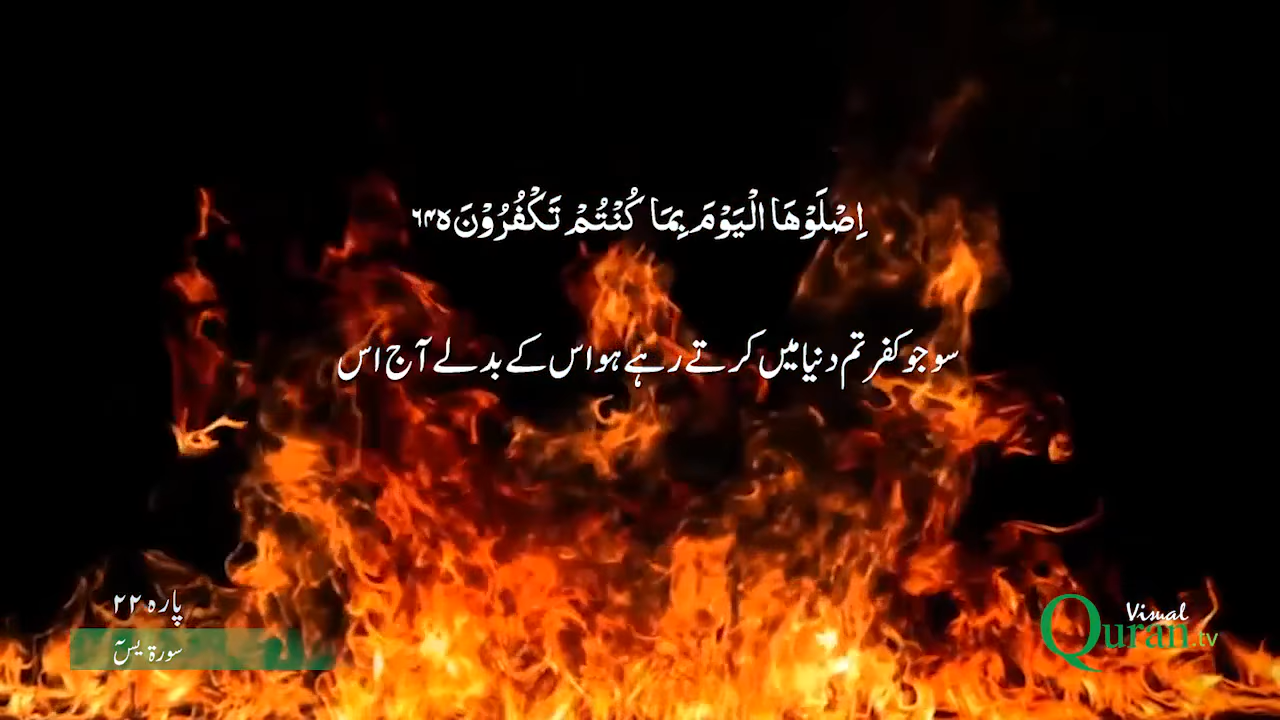 اِصْلَوْهَا الْيَوْمَ بِمَا كُنْتُمْ تَكْفُرُوْنَ ۝۶۴
سو جو کفر تم دنیا میں کرتے رہے ہو اس کے بدلے آج اس
پارہ ۲۲
سورۃ یٰسٓ
Visual
Quran.tv